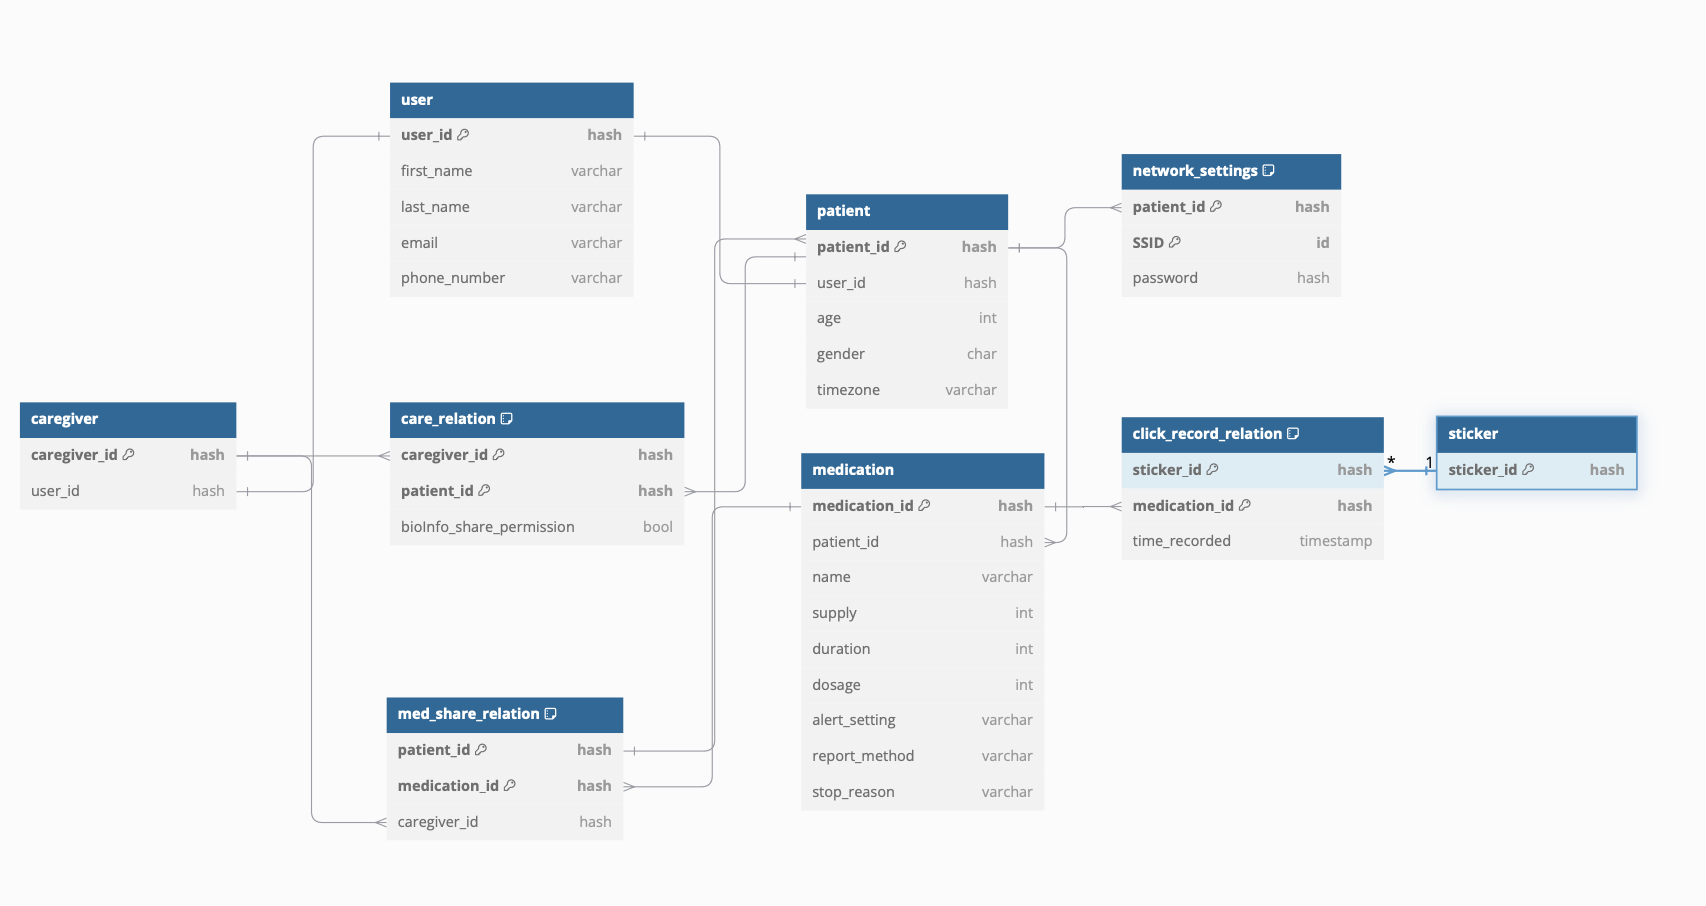 user
user_id hash
first_name varchar
last_name varchar
email varchar
phone_number varchar
patient
patient_id hash
user_id hash
age int
gender char
timezone varchar
network_settings
patient_id hash
SSID id
password hash
caregiver
caregiver_id hash
user_id hash
care_relation
caregiver_id hash
patient_id hash
bioInfo_share_permission bool
medication
medication_id hash
patient_id hash
name varchar
supply int
duration int
dosage int
alert_setting varchar
report_method varchar
stop_reason varchar
click_record_relation
sticker_id hash
medication_id hash
time_recorded timestamp
* 1
sticker
sticker_id hash
med_share_relation
patient_id hash
medication_id hash
caregiver_id hash